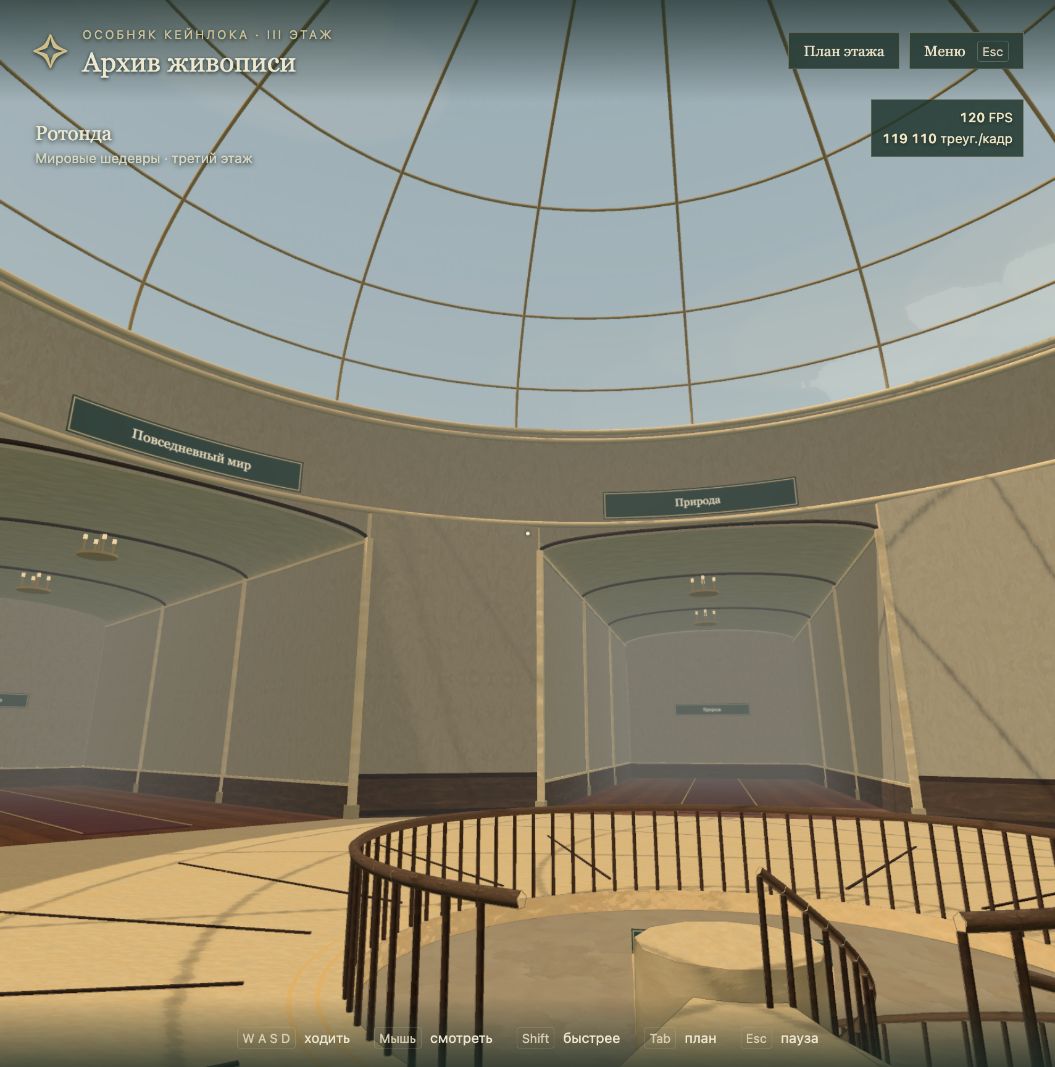 ОСОБНЯК КЕЙНЛОКА · III ЭТАЖ
Архив живописи
План этажа
Меню Esc
120 FPS
119 110 треуг./кадр
Ротонда
Мировые шедевры · третий этаж
Повседневный мир
Природа
Природа
W A S D ходить Мышь смотреть Shift быстрее Tab план Esc пауза